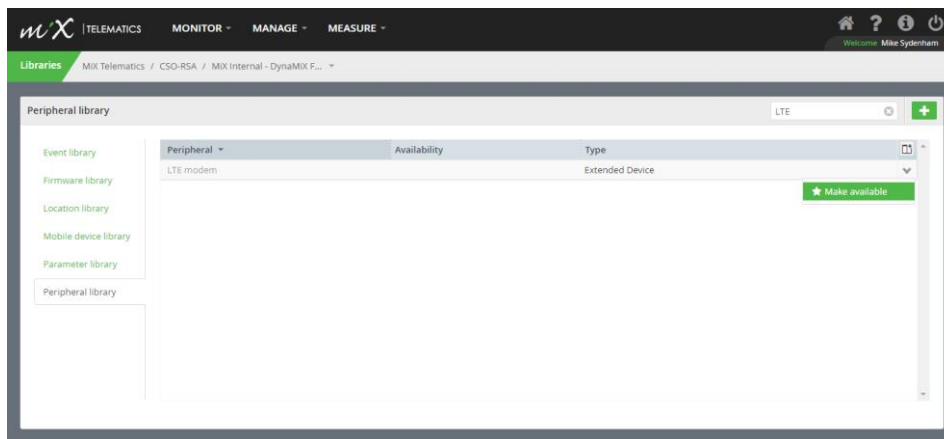 MiX TELEMATICS MONITOR MANAGE MEASURE
Welcome Mike Sydenham
Libraries MiX Telematics / CSO-RSA / MiX Internal - DynaMiX F...
Peripheral library LTE
Event library
Firmware library
Location library
Mobile device library
Parameter library
Peripheral library
Peripheral Availability Type
LTE modem Extended Device
Make available